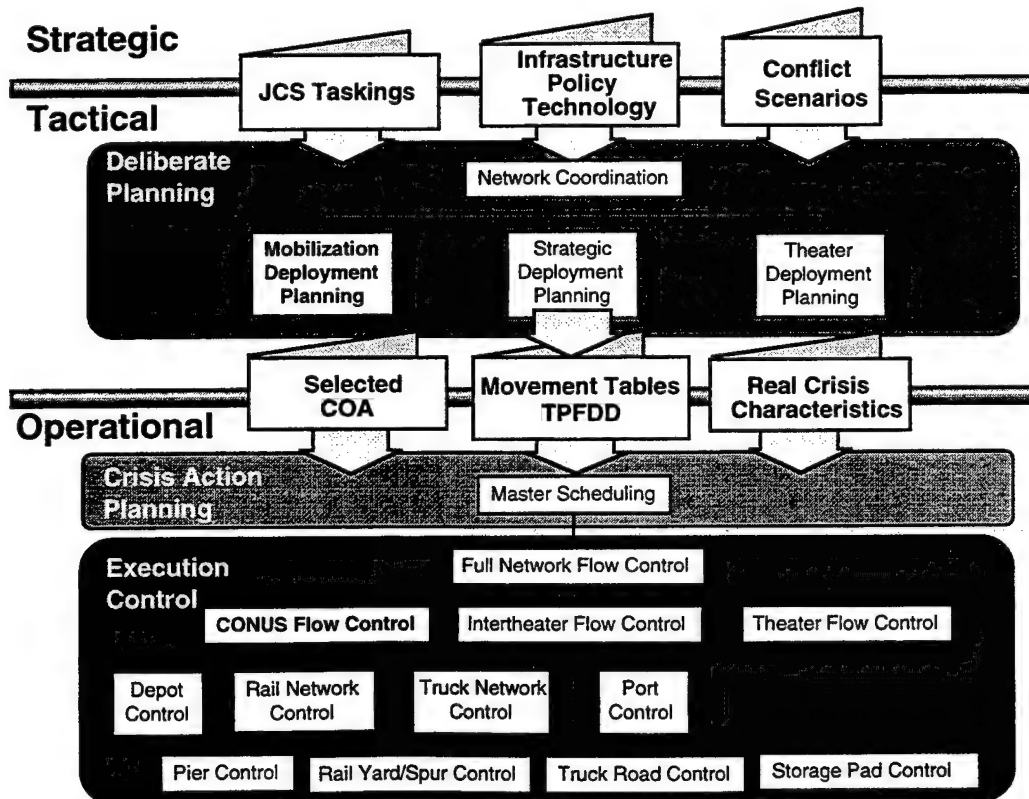 Strategic
JCS Taskings
Infrastructure
Policy
Technology
Conflict
Scenarios
Tactical
Deliberate
Planning
Network Coordination
Mobilization
Deployment
Planning
Strategic
Deployment
Planning
Theater
Deployment
Planning
Selected
COA
Movement Tables
TPFDD
Real Crisis
Characteristics
Operational
Crisis Action
Planning
Master Scheduling
Execution
Control
Full Network Flow Control
CONUS Flow Control
Intertheater Flow Control
Theater Flow Control
Depot
Control
Rail Network
Control
Truck Network
Control
Port
Control
Pier Control
Rail Yard/Spur Control
Truck Road Control
Storage Pad Control